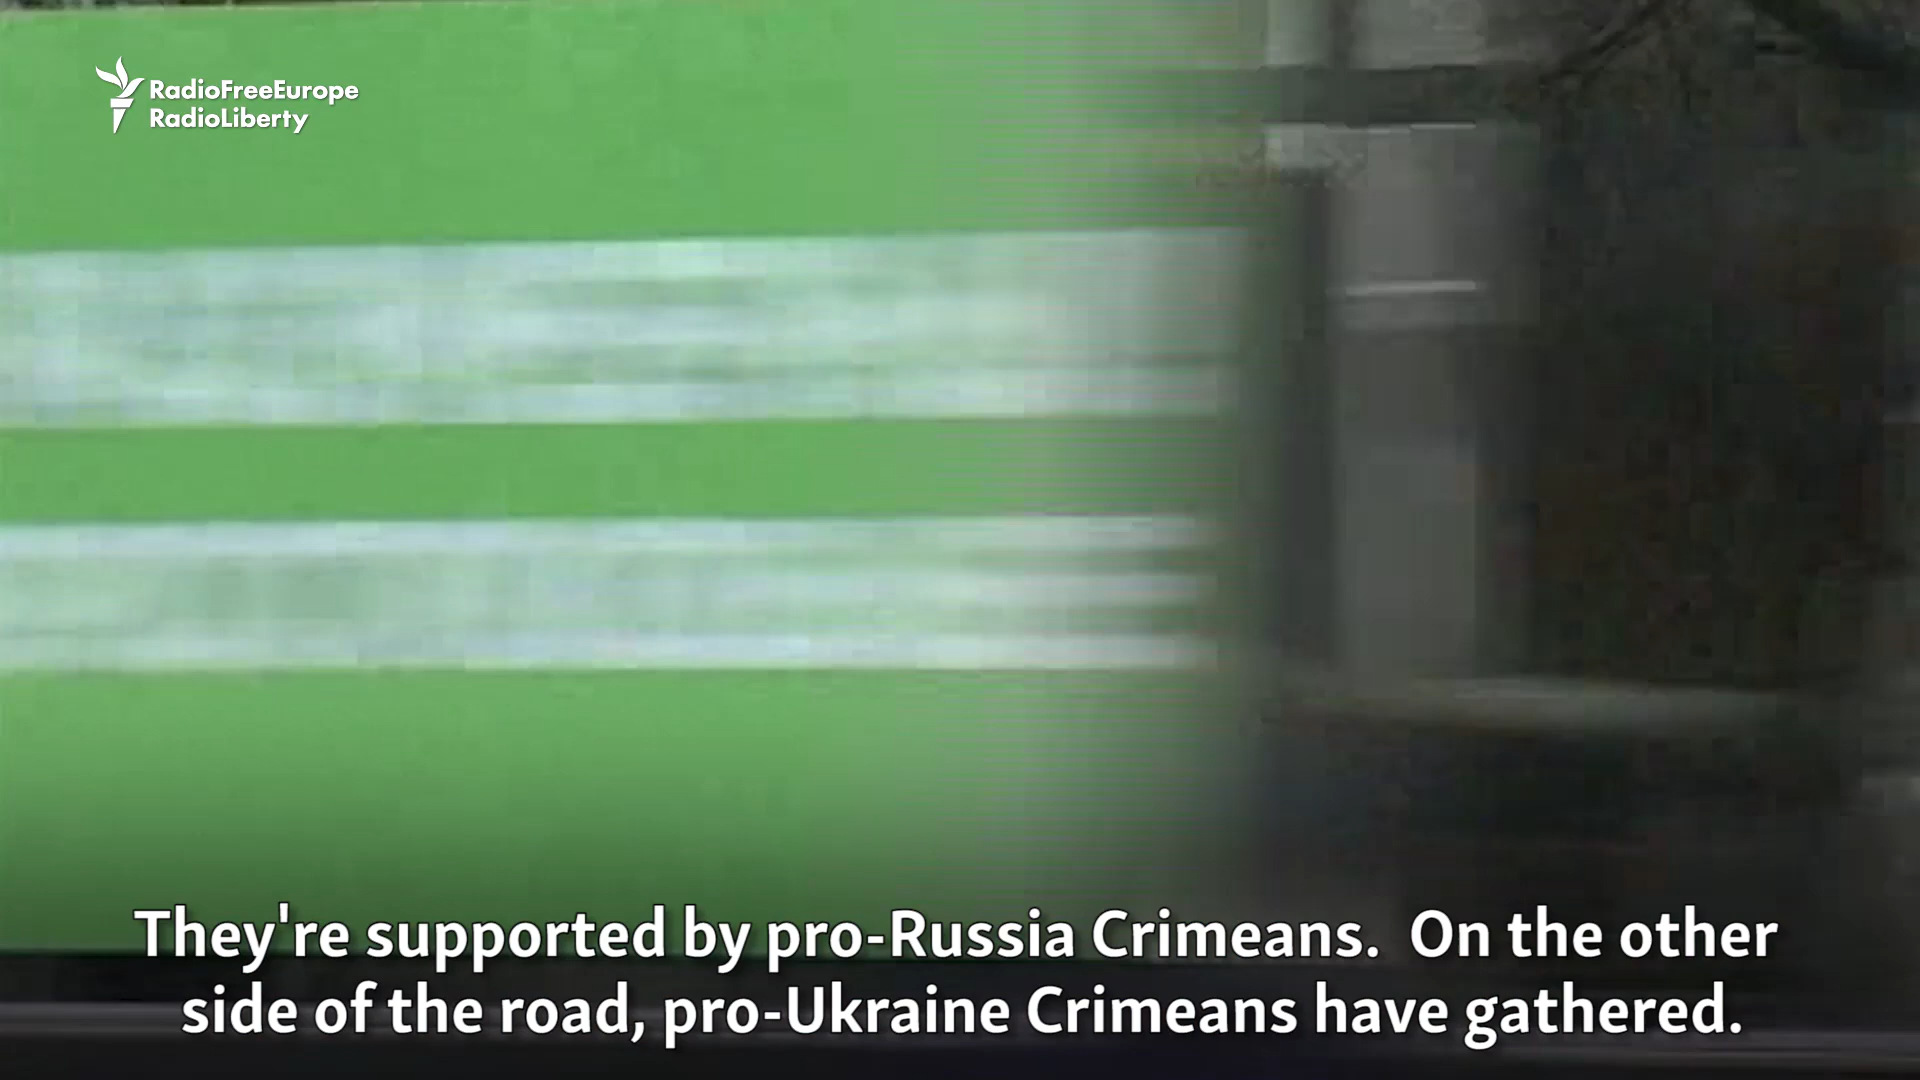 RadioFreeEurope
RadioLiberty
They're supported by pro-Russia Crimeans. On the other
side of the road, pro-Ukraine Crimeans have gathered.